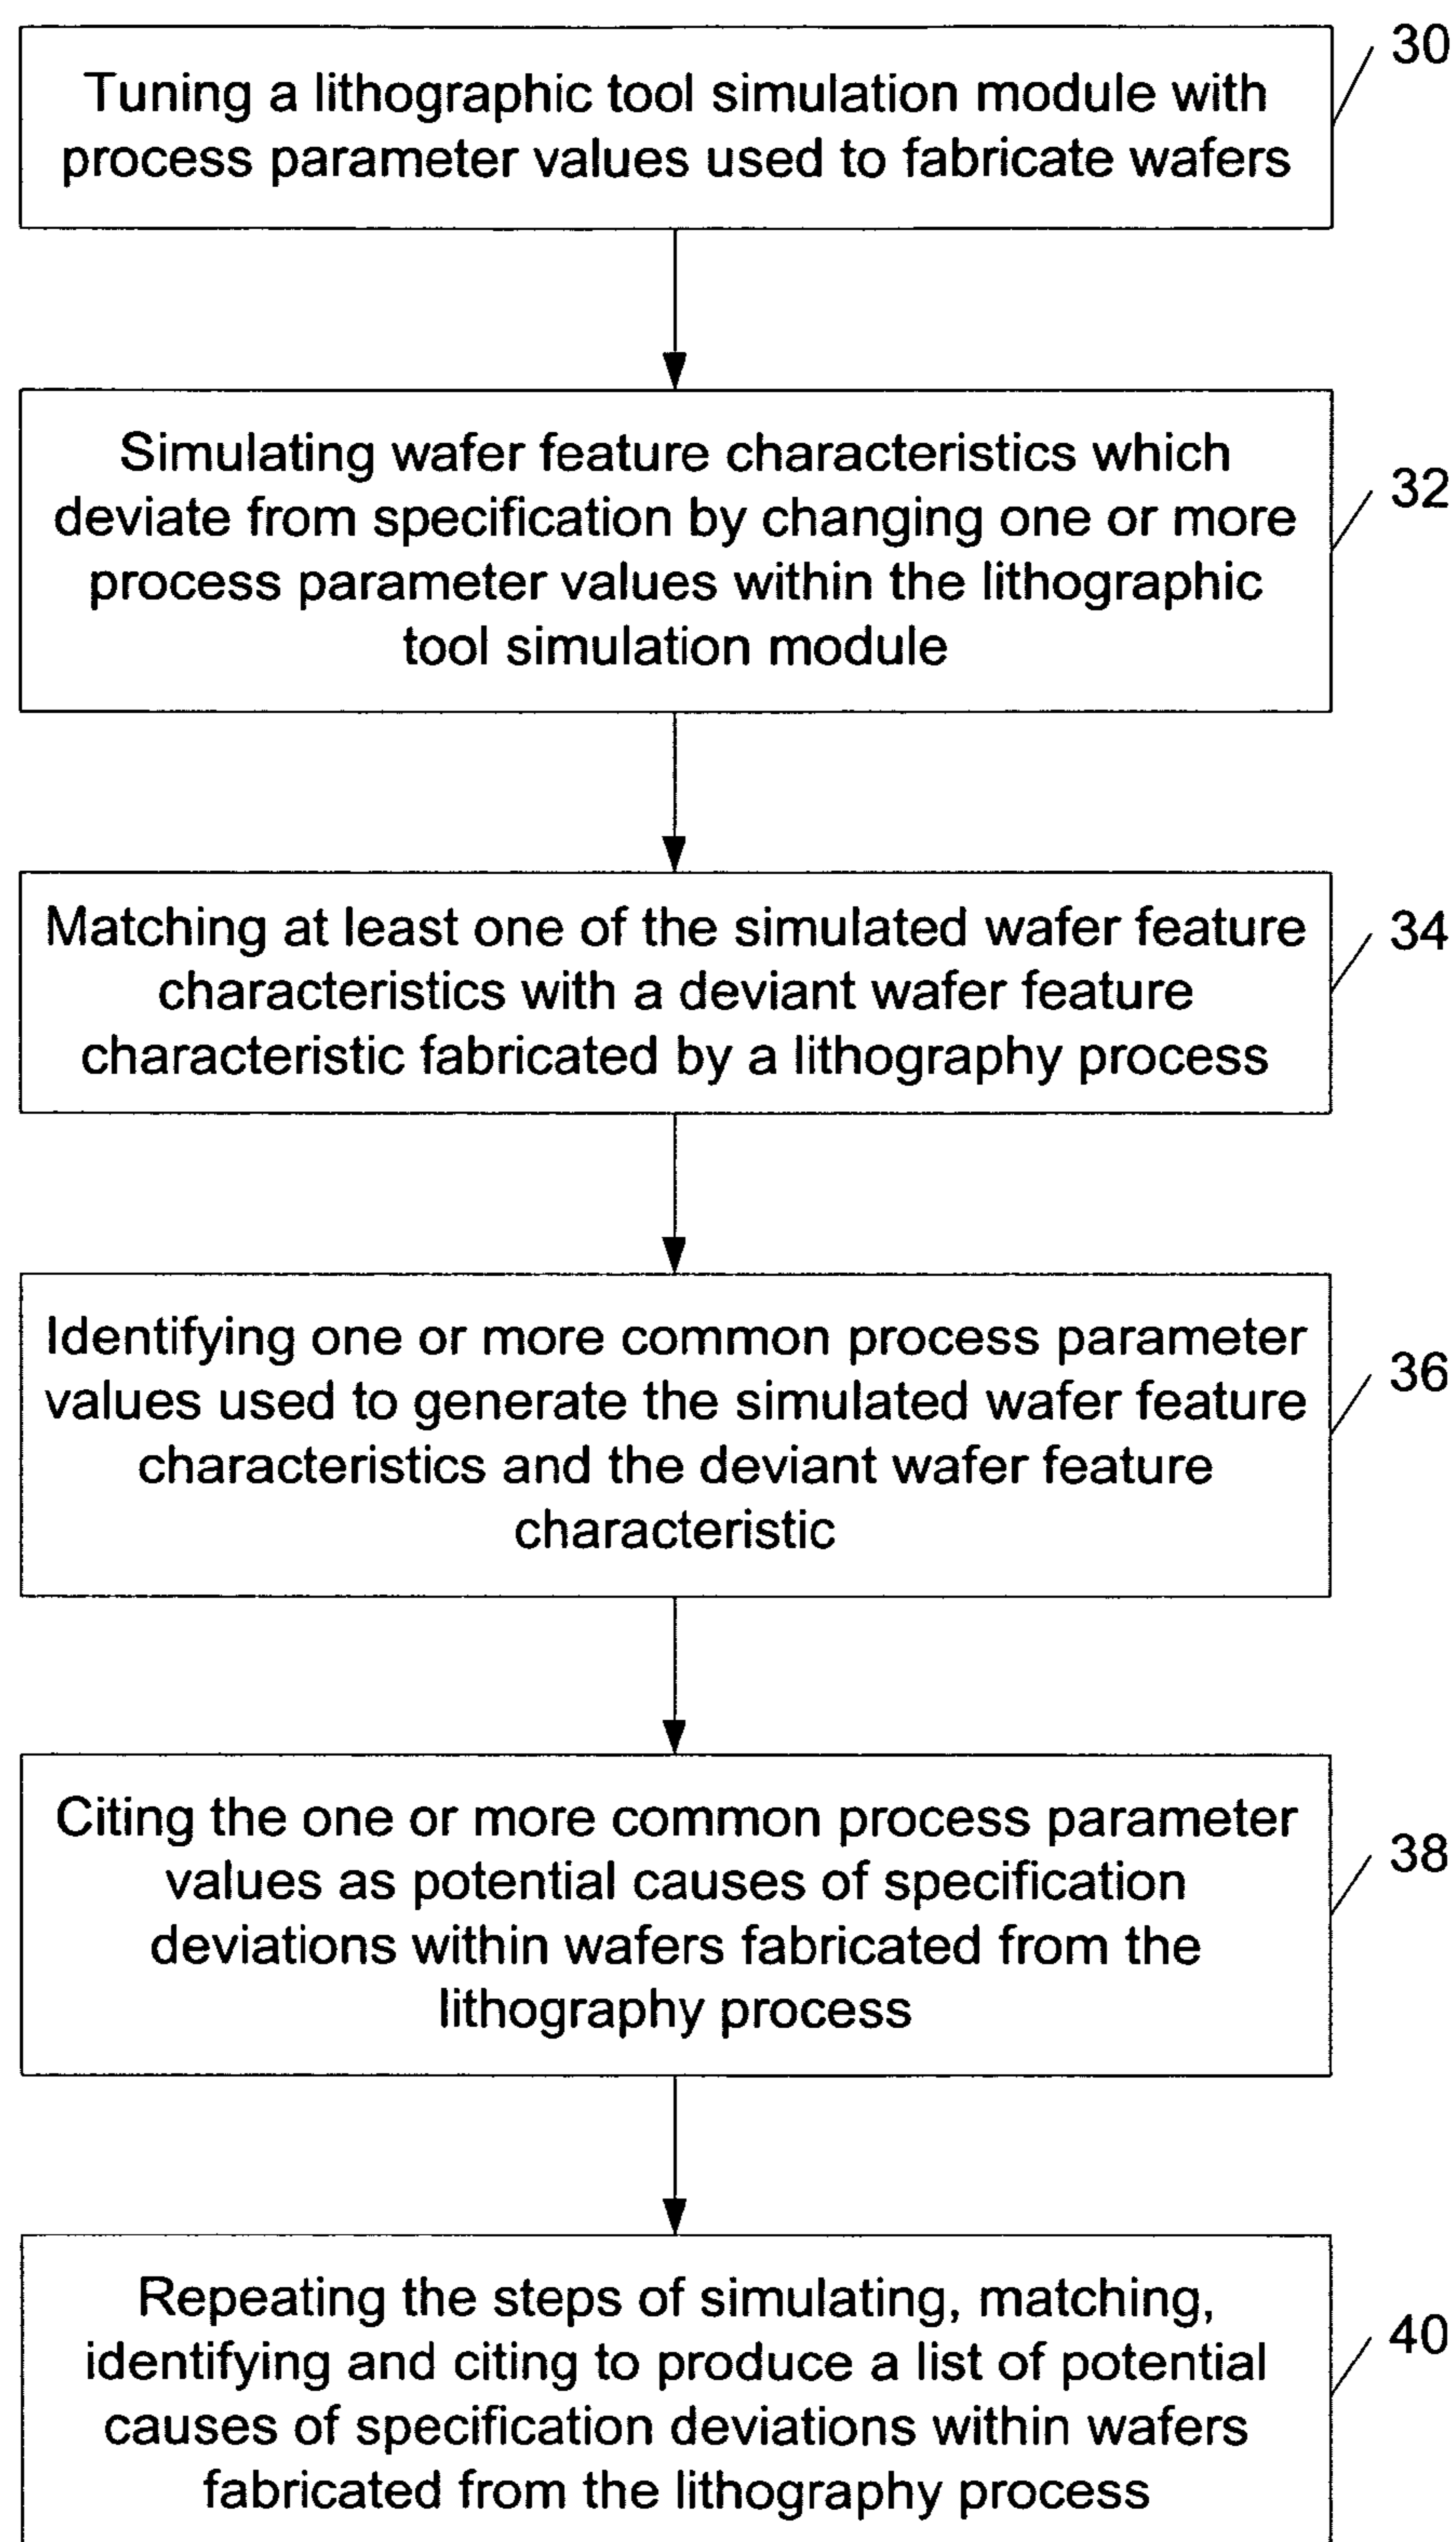 30
Tuning a lithographic tool simulation module with
process parameter values used to fabricate wafers
Simulating wafer feature characteristics which
deviate from specification by changing one or more
process parameter values within the lithographic
tool simulation module
32
Matching at least one of the simulated wafer feature
characteristics with a deviant wafer feature
characteristic fabricated by a lithography process
34
Identifying one or more common process parameter
values used to generate the simulated wafer feature
characteristics and the deviant wafer feature
characteristic
36
Citing the one or more common process parameter
values as potential causes of specification
deviations within wafers fabricated from the
lithography process
38
Repeating the steps of simulating, matching,
identifying and citing to produce a list of potential
causes of specification deviations within wafers
fabricated from the lithography process
40